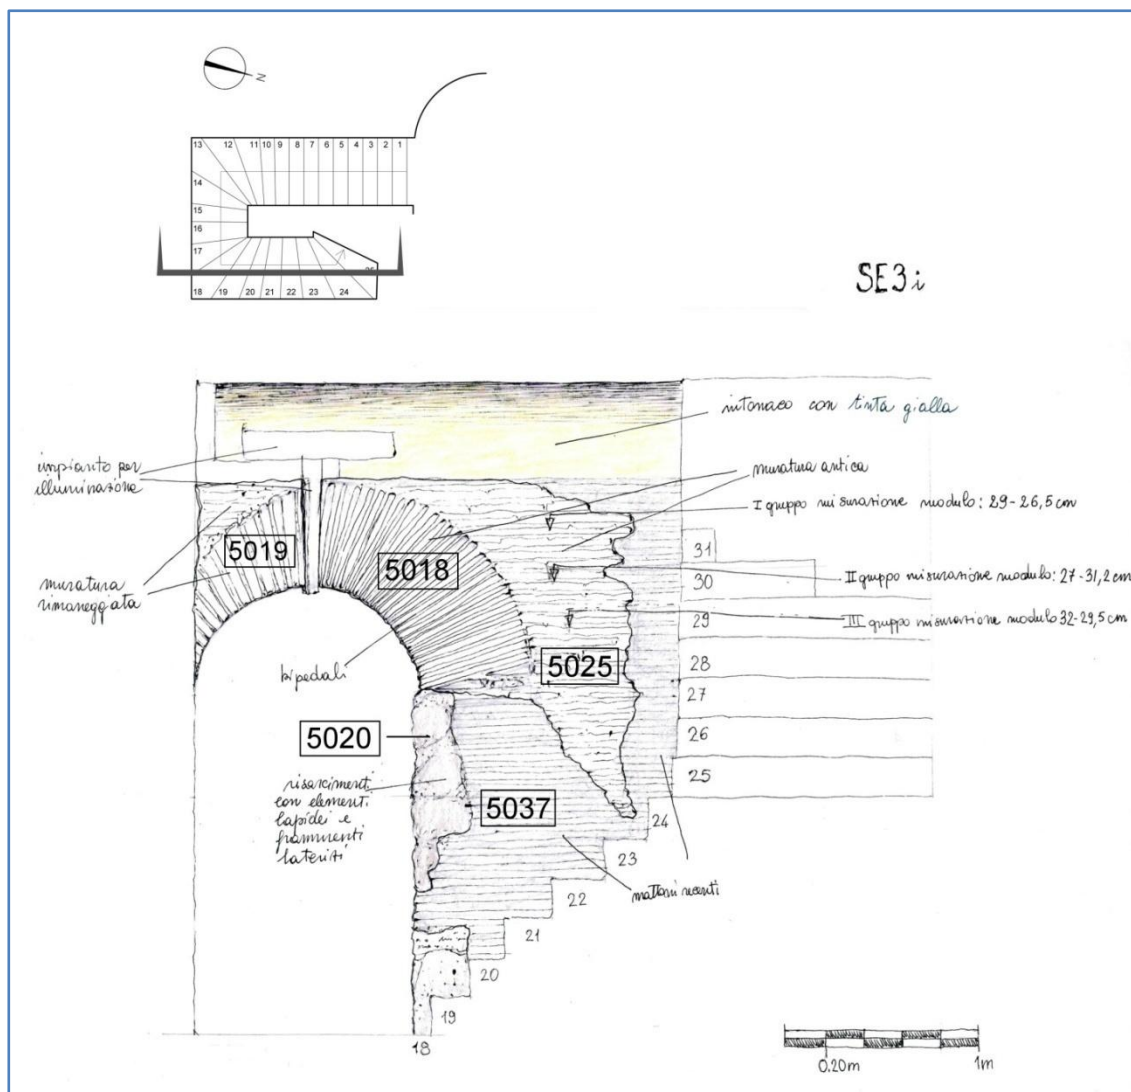 N
13 12 11 10 9 8 7 6 5 4 3 2 1
14
15
16
17
25
18 19 20 21 22 23 24
SE3i
intonaco con tinta gialla
impianto per
illuminazione
muratura antica
I gruppo misurazione modulo: 29-26,5 cm
5019
5018
31
30
II gruppo misurazione modulo: 27-31,2 cm
muratura
rimaneggiata
29
III gruppo misurazione modulo 32-29,5 cm
bipedali
5025
28
27
5020
26
25
risarcimenti
con elementi
lapidei e
frammenti
laterizi
5037
24
23
mattoni recenti
22
21
20
19
18
0.20m
1m